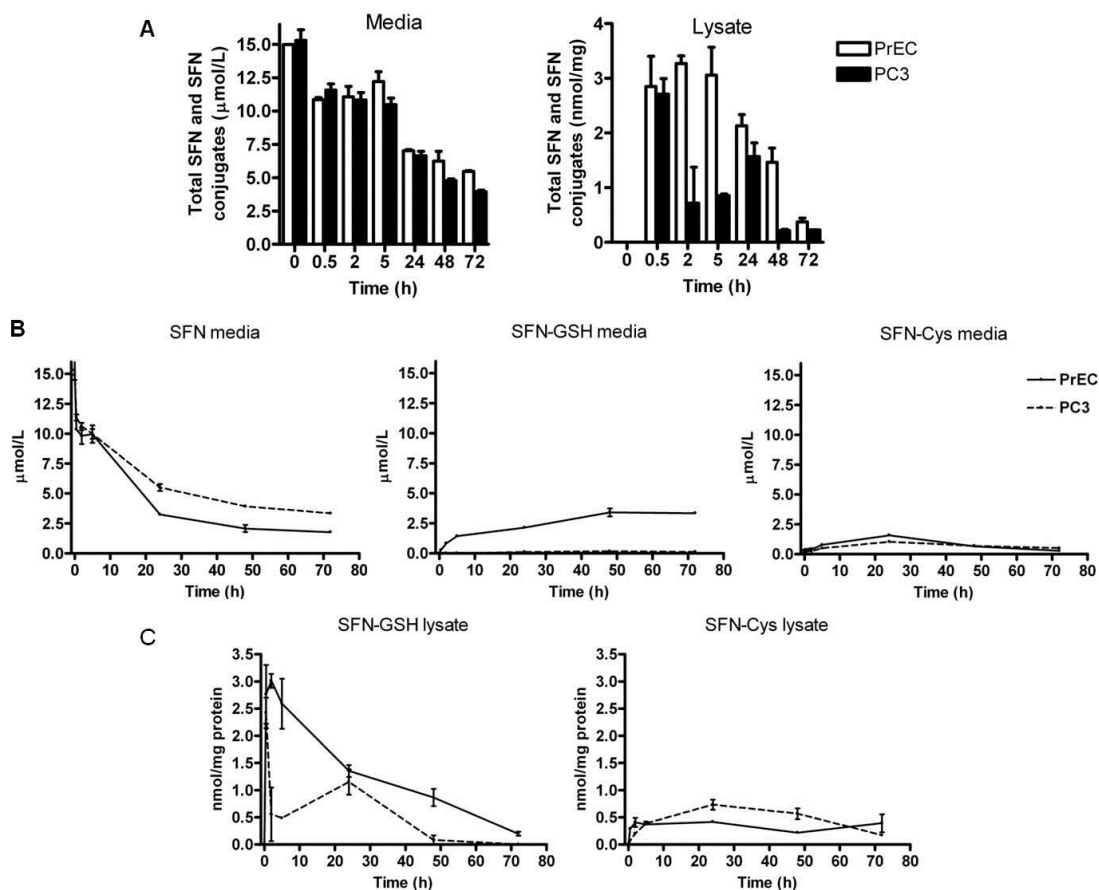 A
Media
Total SFN and SFN
conjugates (μmol/L)
15.0
12.5
10.0
7.5
5.0
2.5
0.0
0 0.5 2 5 24 48 72
Time (h)
Lysate
Total SFN and SFN
conjugates (nmol/mg)
4
3
2
1
0
0 0.5 2 5 24 48 72
Time (h)
PrEC
PC3
B
SFN media
μmol/L
15.0
12.5
10.0
7.5
5.0
2.5
0.0
0 10 20 30 40 50 60 70 80
Time (h)
SFN-GSH media
μmol/L
15.0
12.5
10.0
7.5
5.0
2.5
0.0
0 10 20 30 40 50 60 70 80
Time (h)
SFN-Cys media
μmol/L
15.0
12.5
10.0
7.5
5.0
2.5
0.0
0 10 20 30 40 50 60 70 80
Time (h)
PrEC
PC3
C
SFN-GSH lysate
nmol/mg protein
3.5
3.0
2.5
2.0
1.5
1.0
0.5
0.0
0 10 20 30 40 50 60 70 80
Time (h)
SFN-Cys lysate
nmol/mg protein
3.5
3.0
2.5
2.0
1.5
1.0
0.5
0.0
0 10 20 30 40 50 60 70 80
Time (h)